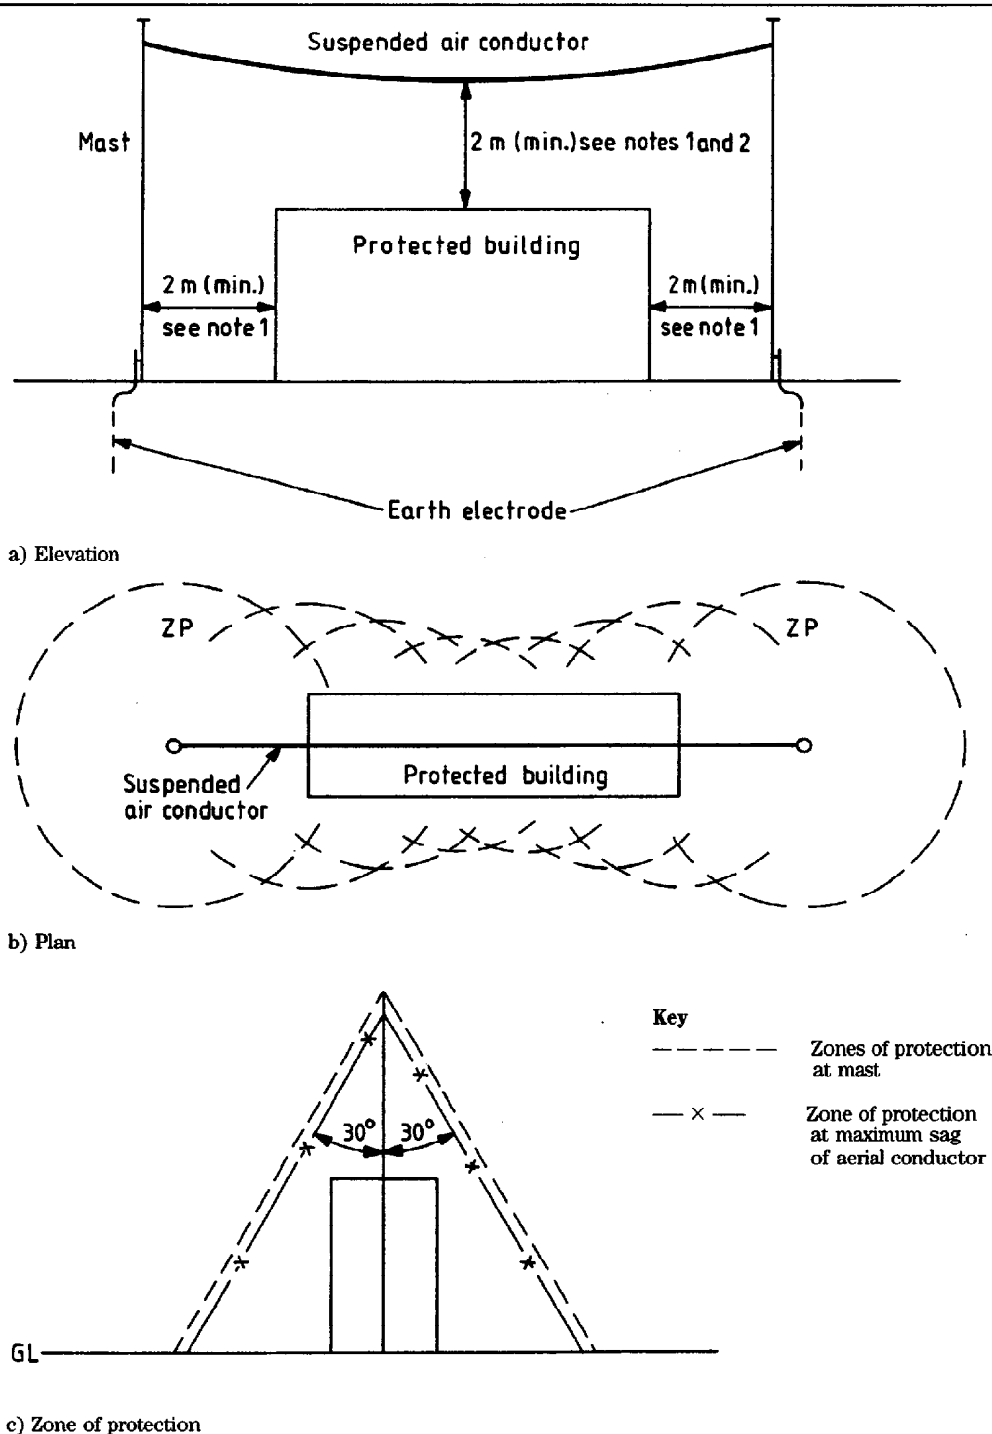 Suspended air conductor
Mast
2 m (min.) see notes 1 and 2
Protected building
2 m (min.)
see note 1
2 m (min.)
see note 1
Earth electrode
a) Elevation
ZP
ZP
Suspended
air conductor
Protected building
b) Plan
Key
Zones of protection
at mast
Zone of protection
at maximum sag
of aerial conductor
30°
30°
GL
c) Zone of protection